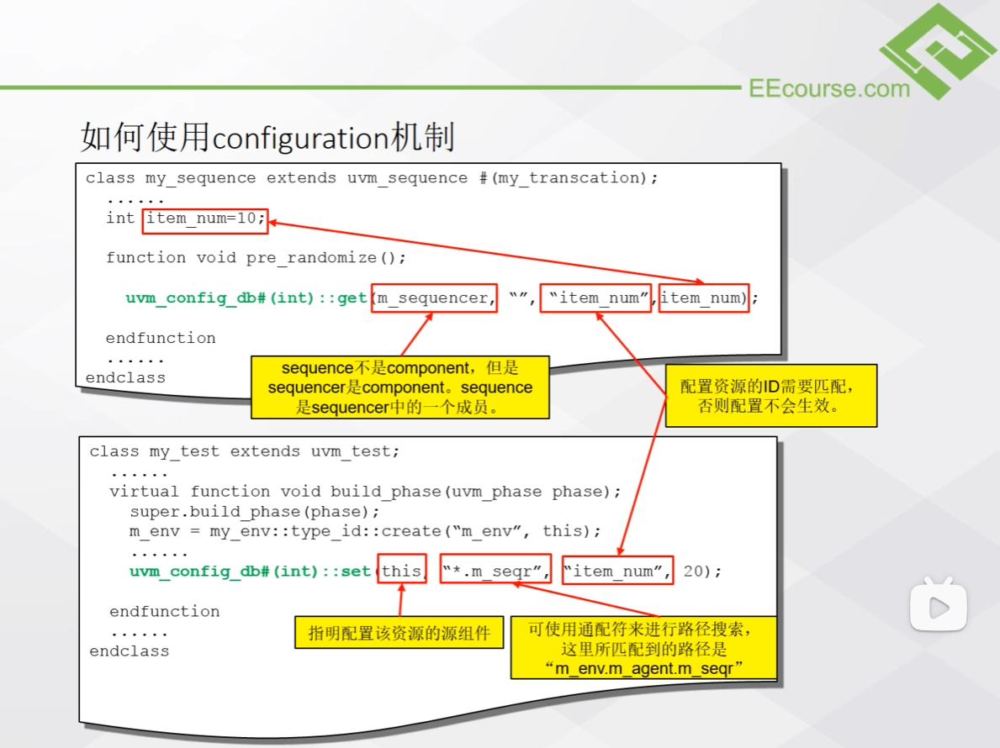 EEcourse.com
如何使用configuration机制
class my_sequence extends uvm_sequence #(my_transcation);
......
int item_num=10;
function void pre_randomize();
uvm_config_db#(int)::get(m_sequencer, “”, “item_num”,item_num);
endfunction
......
endclass
sequence不是component，但是
sequencer是component。sequence
是sequencer中的一个成员。
配置资源的ID需要匹配，
否则配置不会生效。
class my_test extends uvm_test;
......
virtual function void build_phase(uvm_phase phase);
super.build_phase(phase);
m_env = my_env::type_id::create(“m_env”, this);
......
uvm_config_db#(int)::set(this, “*.m_seqr”, “item_num”, 20);
endfunction
......
endclass
指明配置该资源的源组件
可使用通配符来进行路径搜索，
这里所匹配到的路径是
“m_env.m_agent.m_seqr”